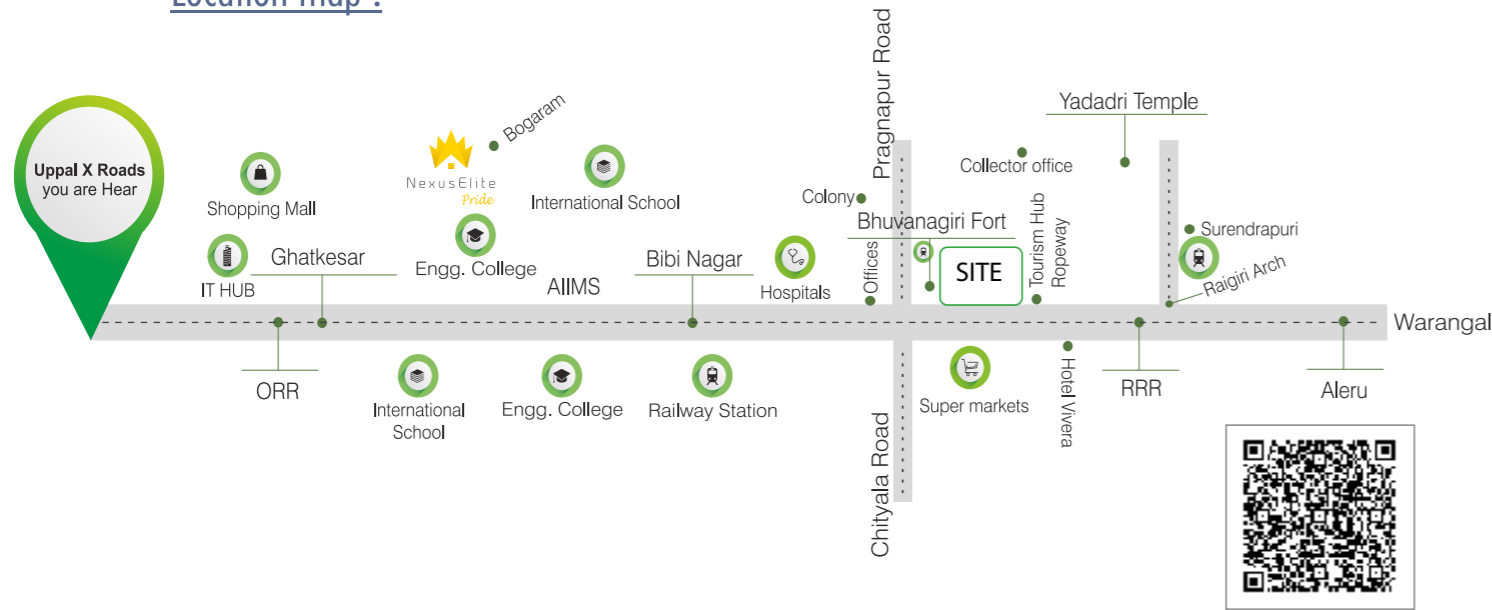 Location map :
Uppal X Roads
you are Hear
Shopping Mall
IT HUB
Ghatkesar
ORR
NexusElite
Pride
Bogaram
Engg. College
International School
AIIMS
Bibi Nagar
International
School
Engg. College
Railway Station
Hospitals
Colony
Offices
Pragnapur Road
Bhuvanagiri Fort
SITE
Chityala Road
Super markets
Collector office
Tourism Hub
Ropeway
Hotel Vivera
Yadadri Temple
Surendrapuri
Raigiri Arch
RRR
Aleru
Warangal